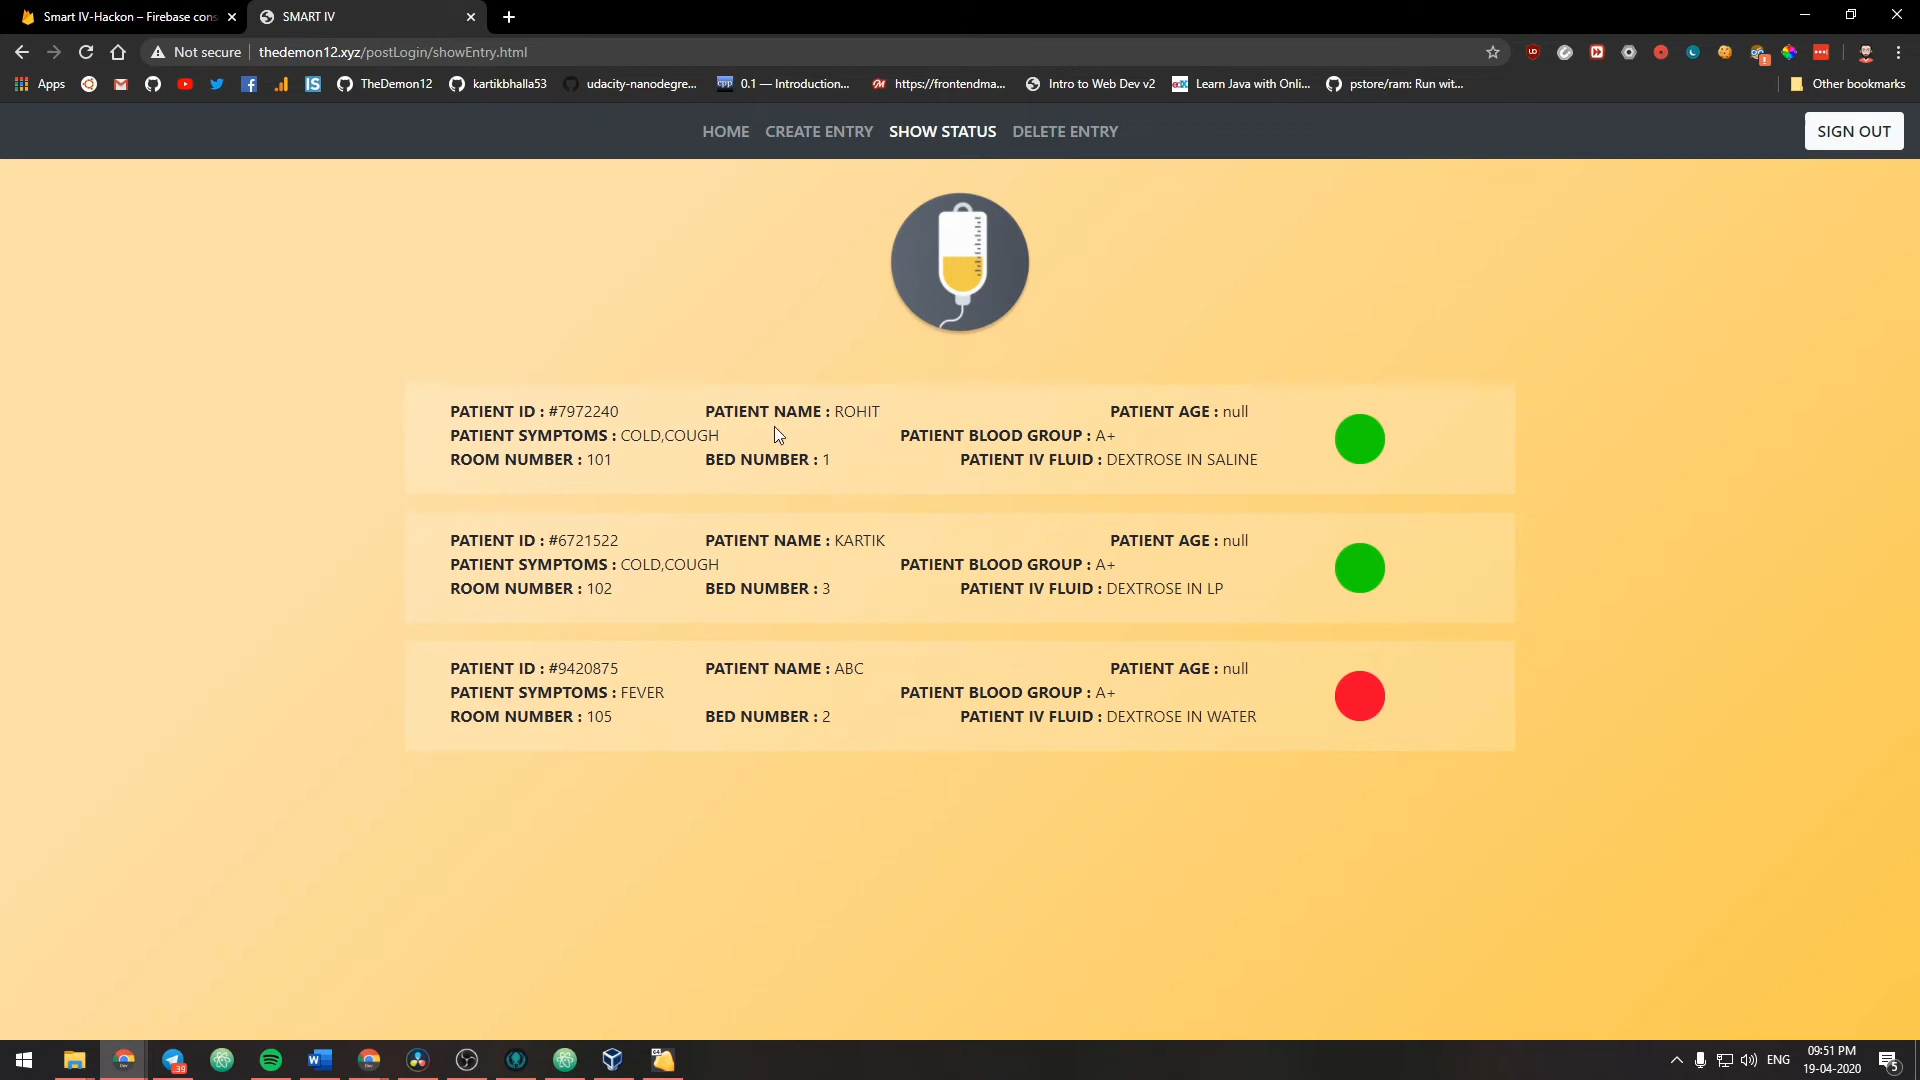 Smart IV-Hackon – Firebase cons
SMART IV
Not secure
thedemon12.xyz/postLogin/showEntry.html
Apps
TheDemon12
kartikbhalla53
udacity-nanodegre...
0.1 — Introduction...
https://frontendma...
Intro to Web Dev v2
Learn Java with Onli...
pstore/ram: Run wit...
Other bookmarks
HOME CREATE ENTRY SHOW STATUS DELETE ENTRY
SIGN OUT
PATIENT ID : #7972240 PATIENT NAME : ROHIT PATIENT AGE : null
PATIENT SYMPTOMS : COLD,COUGH PATIENT BLOOD GROUP : A+
ROOM NUMBER : 101 BED NUMBER : 1 PATIENT IV FLUID : DEXTROSE IN SALINE
PATIENT ID : #6721522 PATIENT NAME : KARTIK PATIENT AGE : null
PATIENT SYMPTOMS : COLD,COUGH PATIENT BLOOD GROUP : A+
ROOM NUMBER : 102 BED NUMBER : 3 PATIENT IV FLUID : DEXTROSE IN LP
PATIENT ID : #9420875 PATIENT NAME : ABC PATIENT AGE : null
PATIENT SYMPTOMS : FEVER PATIENT BLOOD GROUP : A+
ROOM NUMBER : 105 BED NUMBER : 2 PATIENT IV FLUID : DEXTROSE IN WATER
39
ENG
09:51 PM
19-04-2020
5